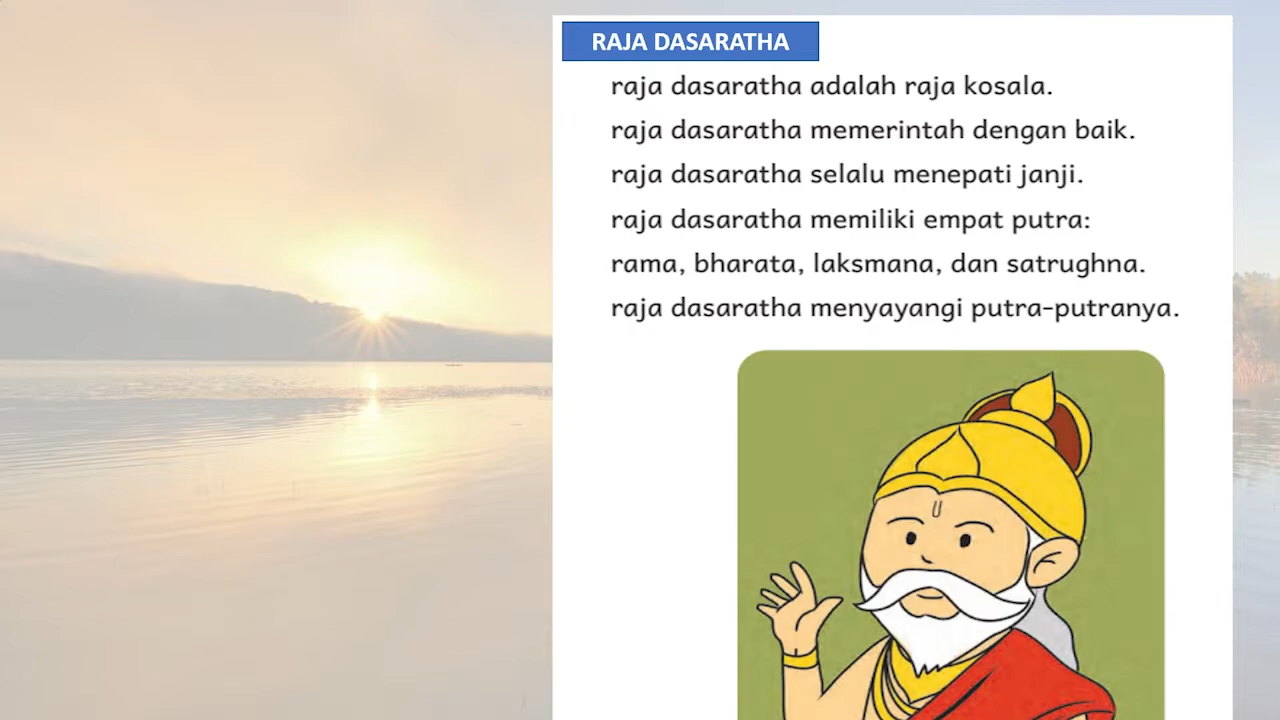 RAJA DASARATHA
raja dasaratha adalah raja kosala.
raja dasaratha memerintah dengan baik.
raja dasaratha selalu menepati janji.
raja dasaratha memiliki empat putra:
rama, bharata, laksmana, dan satrughna.
raja dasaratha menyayangi putra-putranya.